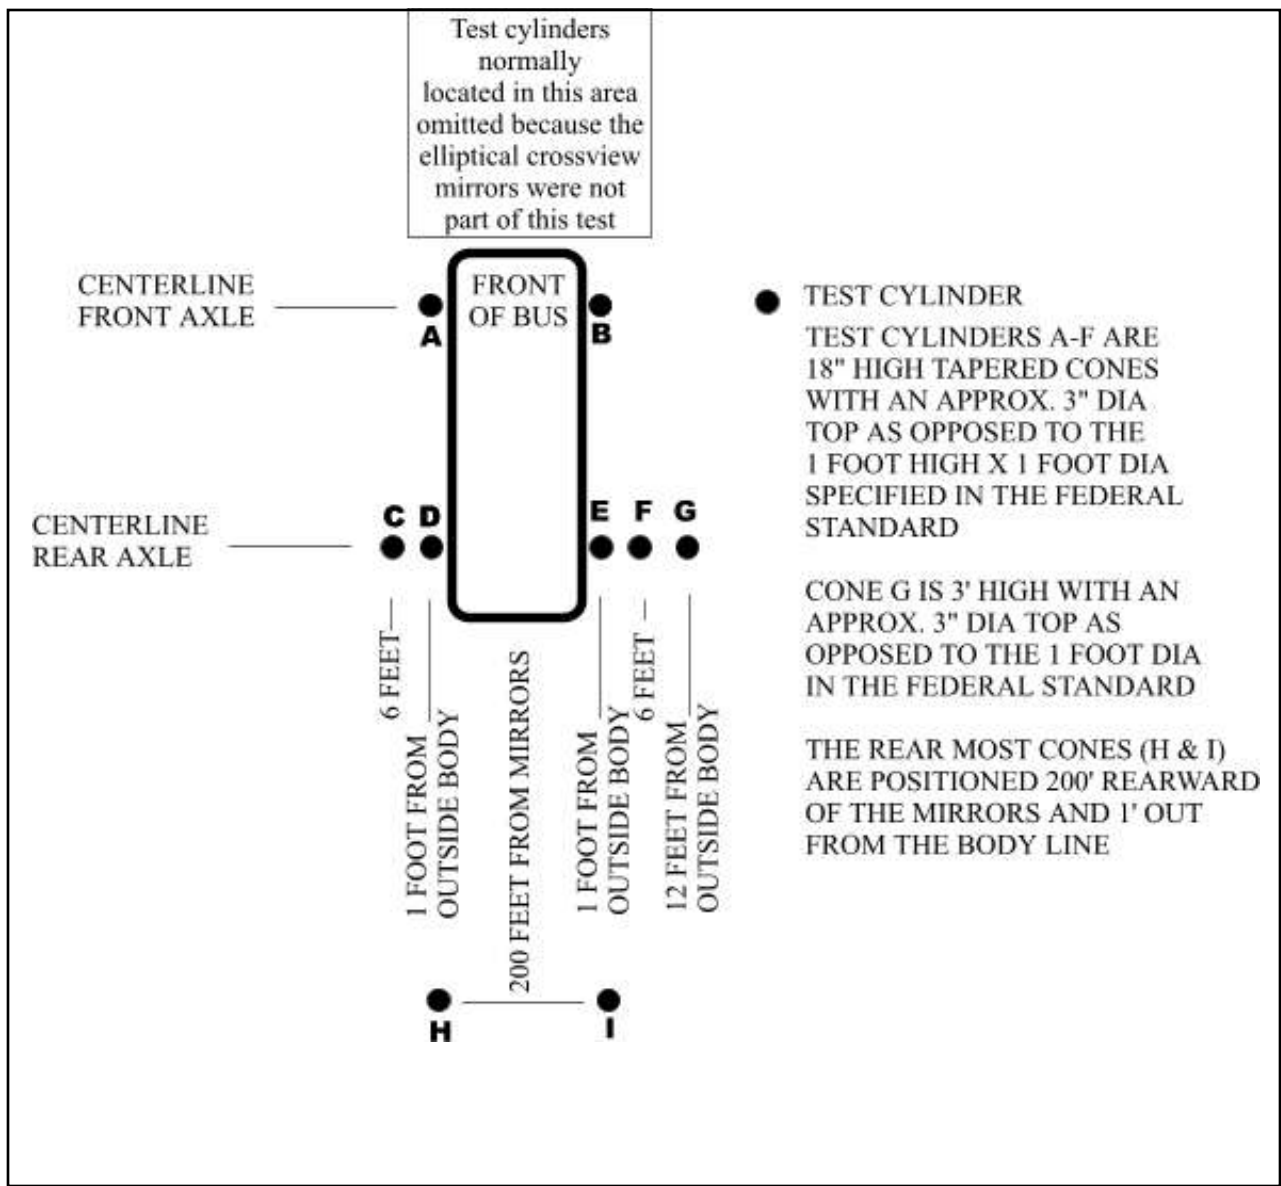 Test cylinders
normally
located in this area
omitted because the
elliptical crossview
mirrors were not
part of this test
CENTERLINE
FRONT AXLE
FRONT
OF BUS
A
B
TEST CYLINDER
TEST CYLINDERS A-F ARE
18" HIGH TAPERED CONES
WITH AN APPROX. 3" DIA
TOP AS OPPOSED TO THE
1 FOOT HIGH X 1 FOOT DIA
SPECIFIED IN THE FEDERAL
STANDARD
CONE G IS 3' HIGH WITH AN
APPROX. 3" DIA TOP AS
OPPOSED TO THE 1 FOOT DIA
IN THE FEDERAL STANDARD
THE REAR MOST CONES (H & I)
ARE POSITIONED 200' REARWARD
OF THE MIRRORS AND 1' OUT
FROM THE BODY LINE
CENTERLINE
REAR AXLE
C D
E F G
6 FEET
1 FOOT FROM
OUTSIDE BODY
200 FEET FROM MIRRORS
1 FOOT FROM
OUTSIDE BODY
6 FEET
12 FEET FROM
OUTSIDE BODY
H
I